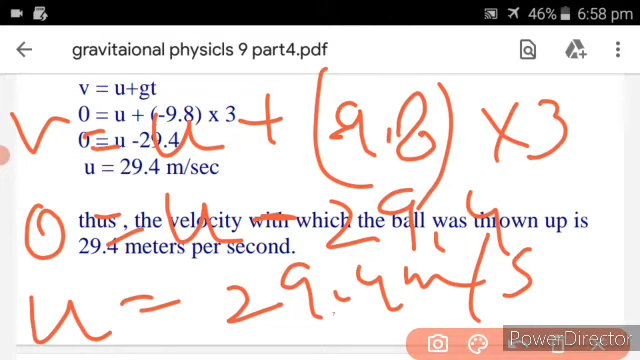 46% 6:58 pm
gravitaional physicls 9 part4.pdf
v = u+gt
0 = u + (-9.8) x 3
0 = u -29.4
u = 29.4 m/sec
v = u + (9.8) x 3
thus , the velocity with which the ball was thrown up is
29.4 meters per second.
0 = u - 29.4
u = 29.4 m/s
PowerDirector